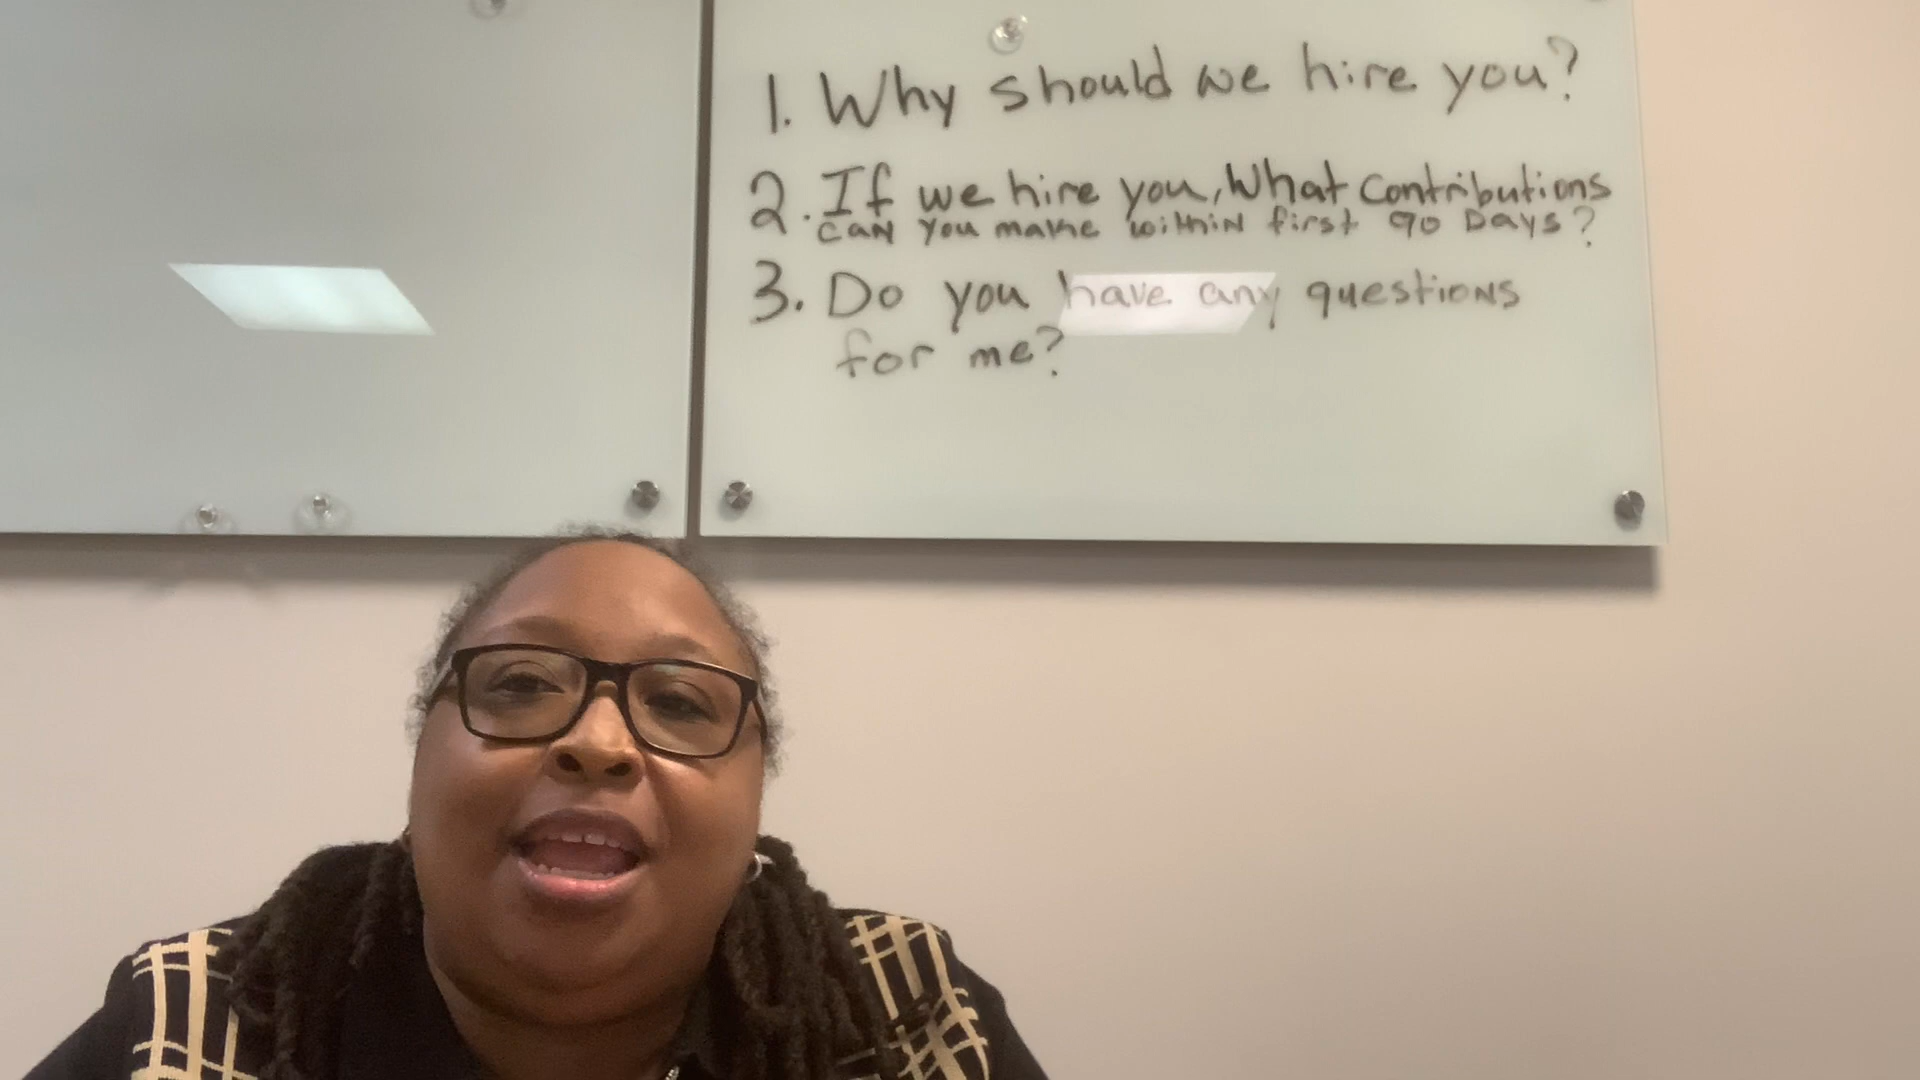 1. Why should we hire you?
2. If we hire you, What contributions
can you make within first 90 Days?
3. Do you have any questions
for me?